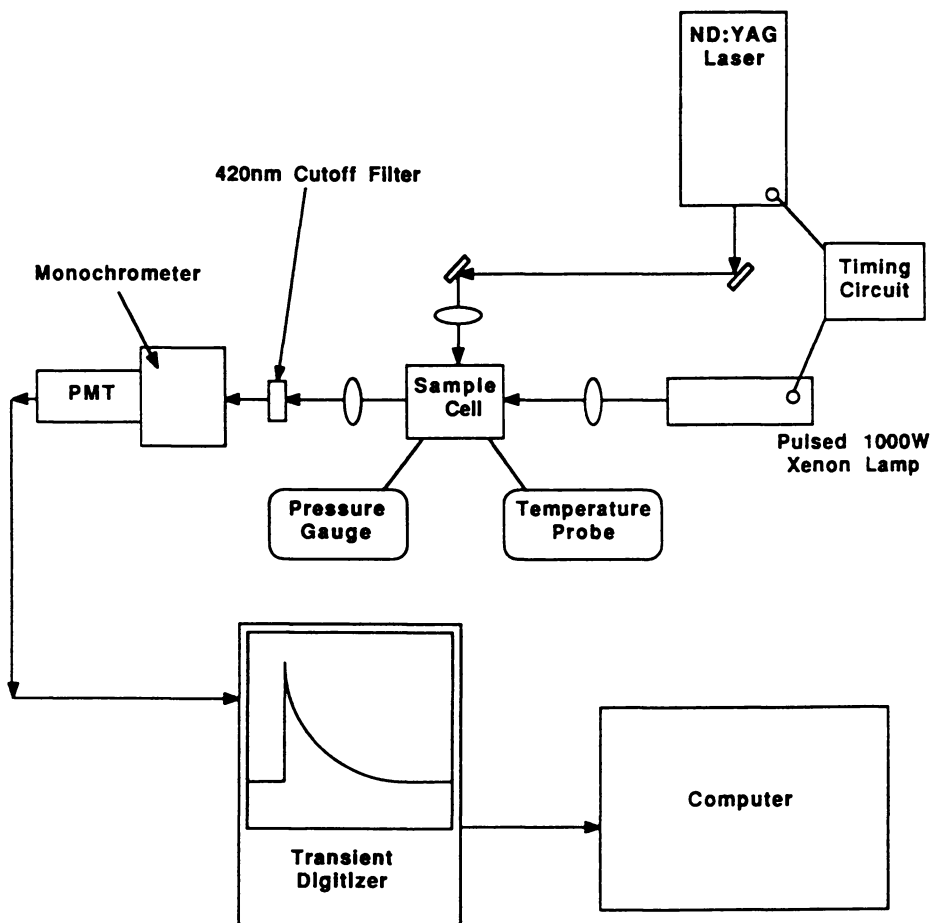 ND:YAG
Laser
420nm Cutoff Filter
Monochrometer
Timing
Circuit
PMT
Sample
Cell
Pulsed 1000W
Xenon Lamp
Pressure
Gauge
Temperature
Probe
Computer
Transient
Digitizer